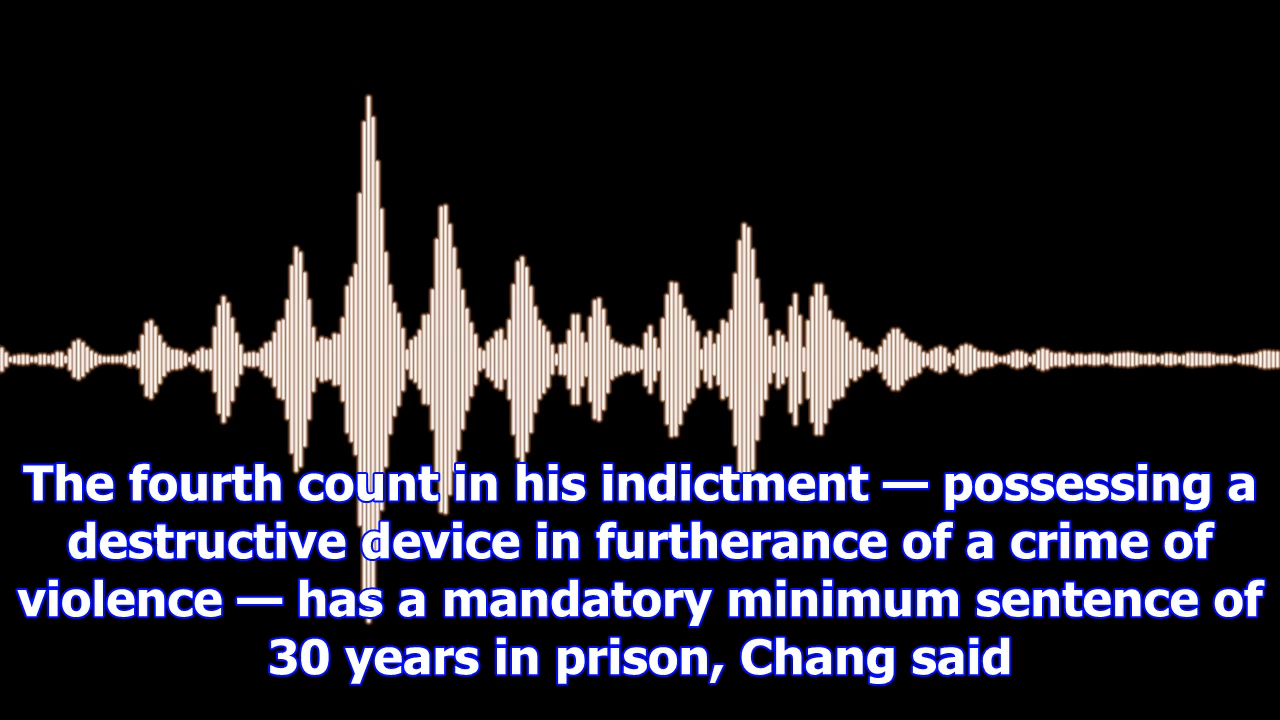 The fourth count in his indictment — possessing a
destructive device in furtherance of a crime of
violence — has a mandatory minimum sentence of
30 years in prison, Chang said